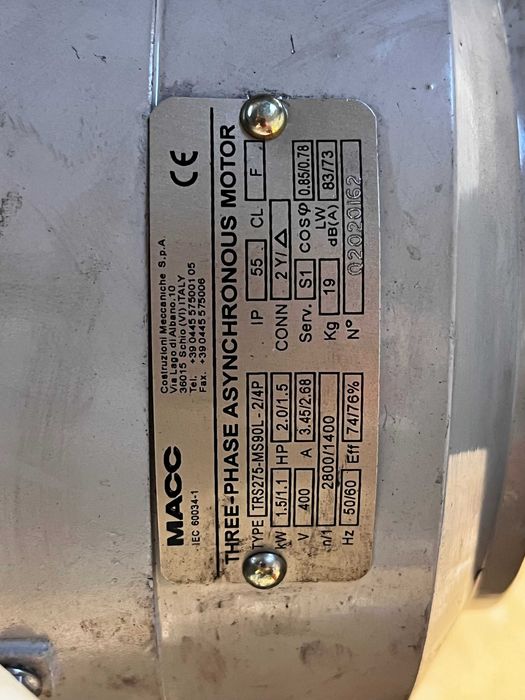 MACC
IEC 60034-1
Costruzioni Meccaniche S.p.A.
Via Lago di Albano,10
36015 Schio (VI) ITALY
Tel. +39 0445 575001 05
Fax. +39 0445 575006
CE
THREE-PHASE ASYNCHRONOUS MOTOR
TYPE TRS275-MS90L - 2/4P IP 55 CL F
kW 1.5/1.1 HP 2.0/1.5 CONN 2Y/△
V 400 A 3.45/2.68 Serv. S1 COSφ 0.85/0.78
n/1 2800/1400 Kg 19 LW dB(A) 83/73
Hz 50/60 Eff 74/76% N° 02020162